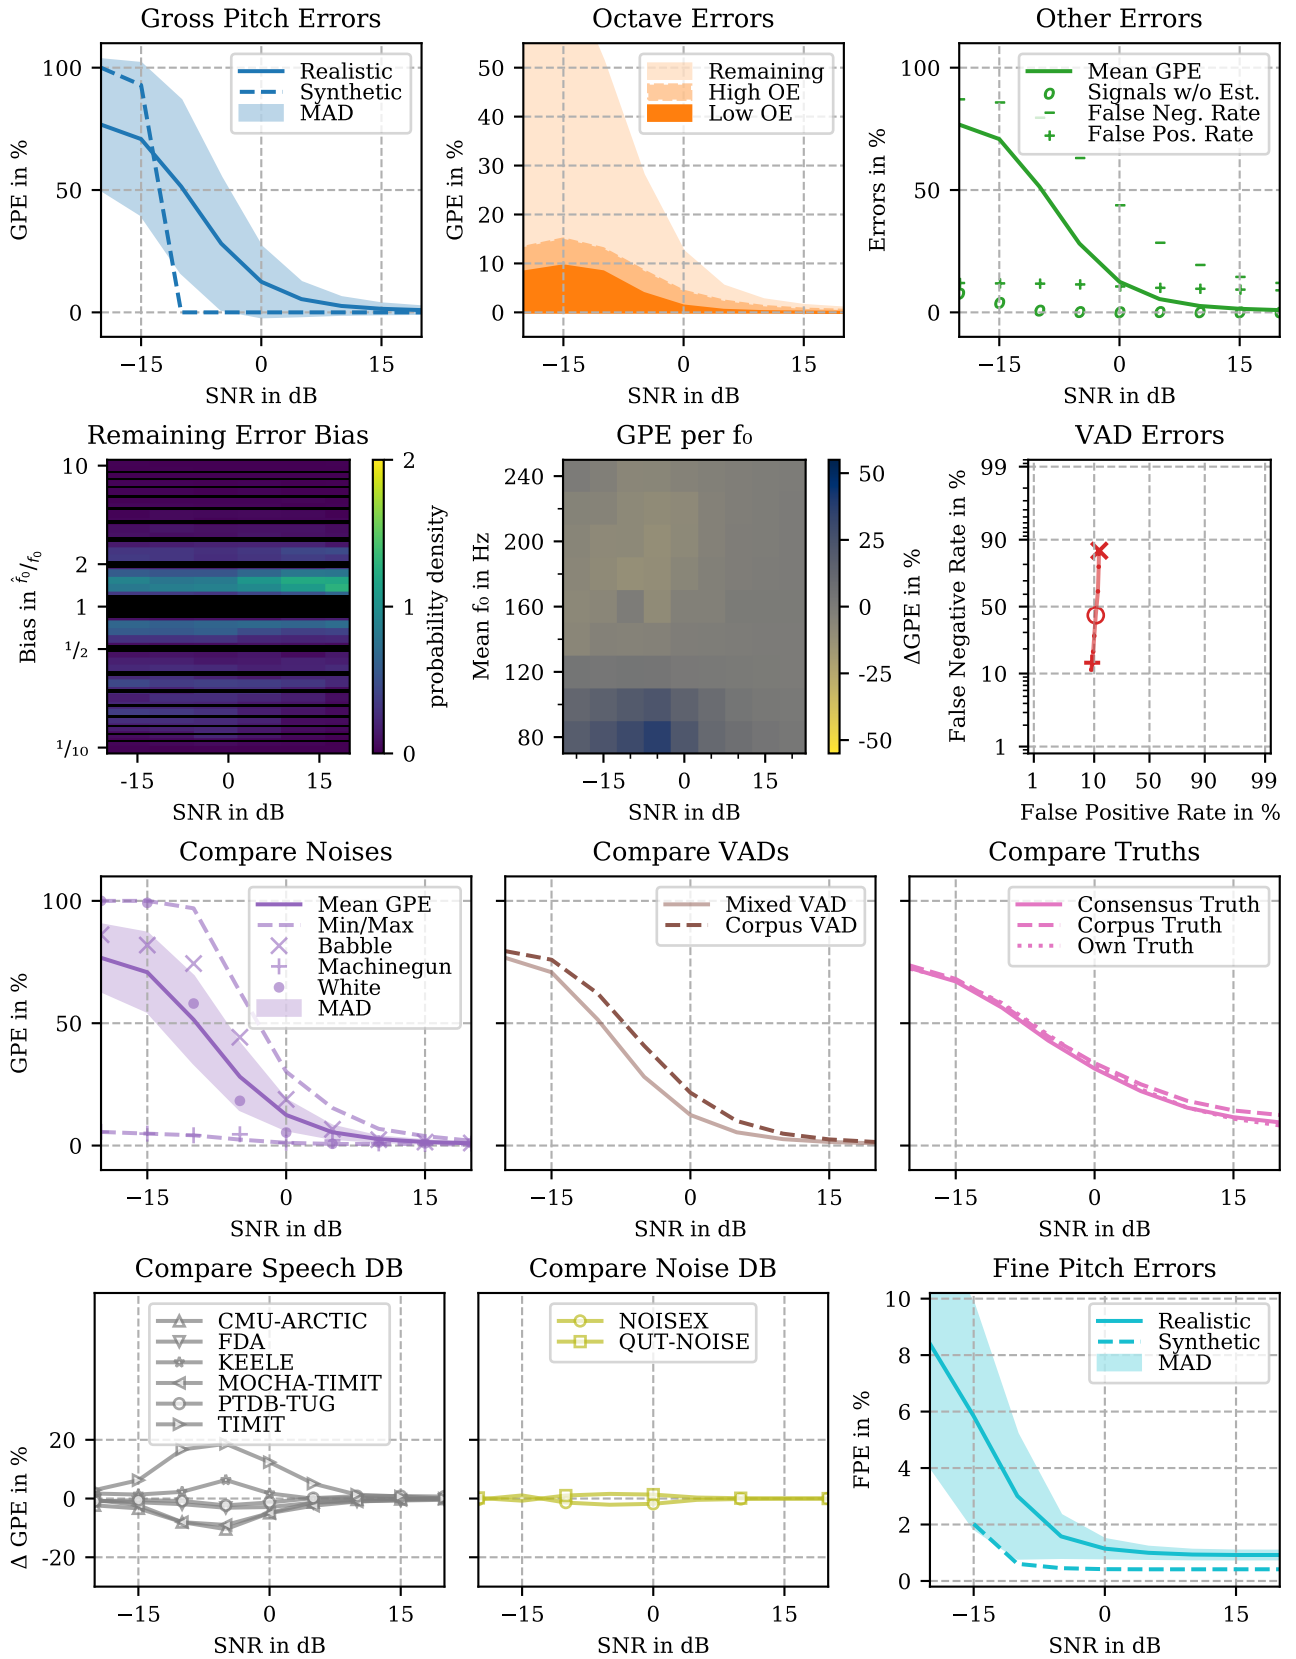 Gross Pitch Errors
100
50
0
GPE in %
Realistic
Synthetic
MAD
−15
0
15
SNR in dB
Octave Errors
50
40
30
20
10
0
GPE in %
Remaining
High OE
Low OE
−15
0
15
SNR in dB
Other Errors
100
50
0
Errors in %
Mean GPE
Signals w/o Est.
False Neg. Rate
False Pos. Rate
−15
0
15
SNR in dB
Remaining Error Bias
10
2
1
¹/₂
¹/₁₀
Bias in f̂₀/f₀
-15
0
15
SNR in dB
2
1
0
probability density
GPE per f₀
240
200
160
120
80
Mean f₀ in Hz
−15
0
15
SNR in dB
50
25
0
-25
-50
ΔGPE in %
VAD Errors
99
90
50
10
1
False Negative Rate in %
1
10
50
90
99
False Positive Rate in %
Compare Noises
100
50
0
GPE in %
Mean GPE
Min/Max
Babble
Machinegun
White
MAD
−15
0
15
SNR in dB
Compare VADs
Mixed VAD
Corpus VAD
−15
0
15
SNR in dB
Compare Truths
Consensus Truth
Corpus Truth
Own Truth
−15
0
15
SNR in dB
Compare Speech DB
CMU-ARCTIC
FDA
KEELE
MOCHA-TIMIT
PTDB-TUG
TIMIT
20
0
-20
Δ GPE in %
−15
0
15
SNR in dB
Compare Noise DB
NOISEX
QUT-NOISE
−15
0
15
SNR in dB
Fine Pitch Errors
10
8
6
4
2
0
FPE in %
Realistic
Synthetic
MAD
−15
0
15
SNR in dB